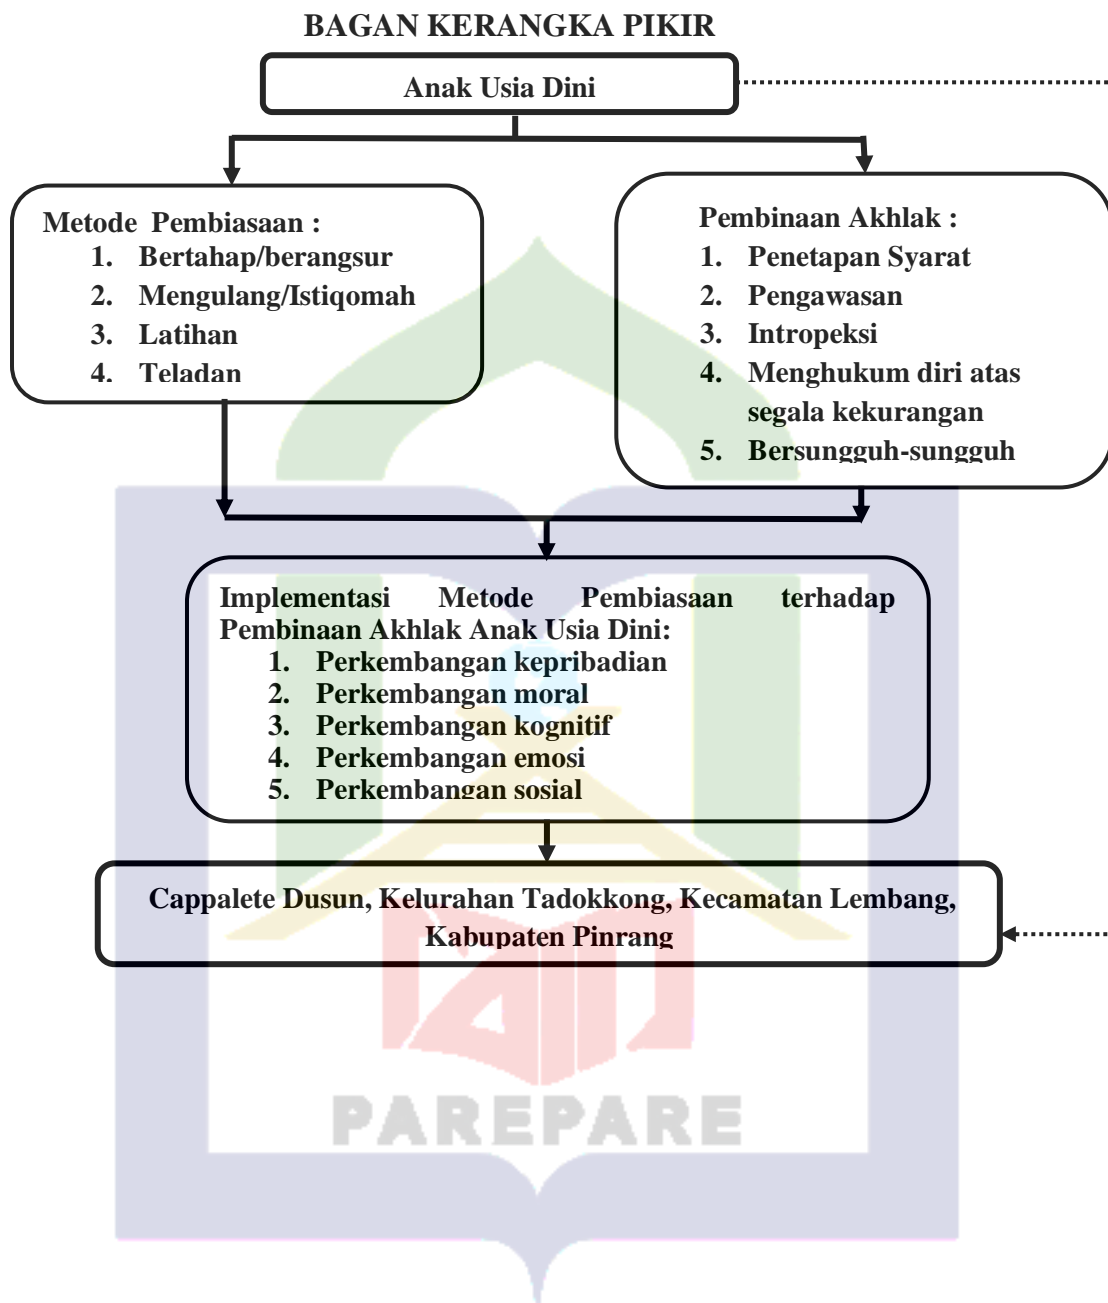 BAGAN KERANGKA PIKIR
Anak Usia Dini
Metode Pembiasaan :
1. Bertahap/berangsur
2. Mengulang/Istiqomah
3. Latihan
4. Teladan
Pembinaan Akhlak :
1. Penetapan Syarat
2. Pengawasan
3. Intropeksi
4. Menghukum diri atas
segala kekurangan
5. Bersungguh-sungguh
Implementasi Metode Pembiasaan terhadap
Pembinaan Akhlak Anak Usia Dini:
1. Perkembangan kepribadian
2. Perkembangan moral
3. Perkembangan kognitif
4. Perkembangan emosi
5. Perkembangan sosial
Cappalete Dusun, Kelurahan Tadokkong, Kecamatan Lembang,
Kabupaten Pinrang
PAREPARE